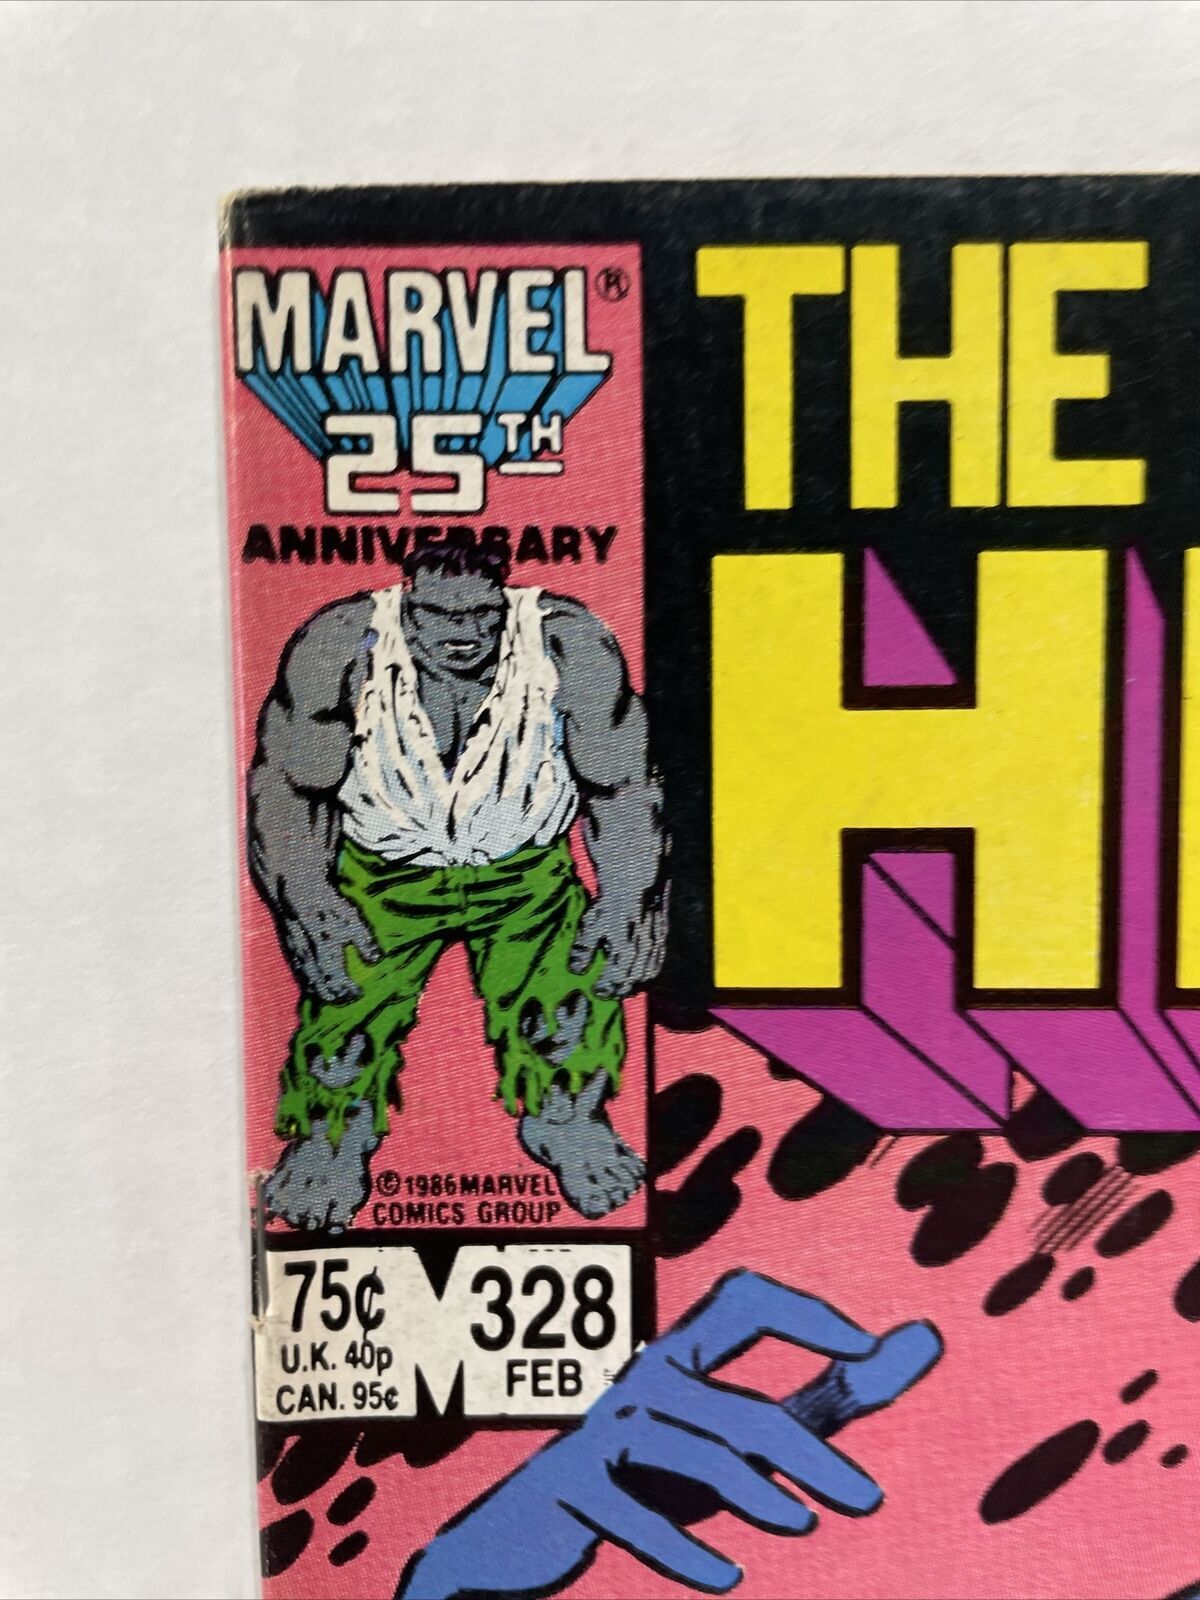 MARVEL®
25TH
ANNIVERSARY
©1986 MARVEL
COMICS GROUP
75¢
U.K. 40p
CAN. 95¢
328
FEB
THE
H